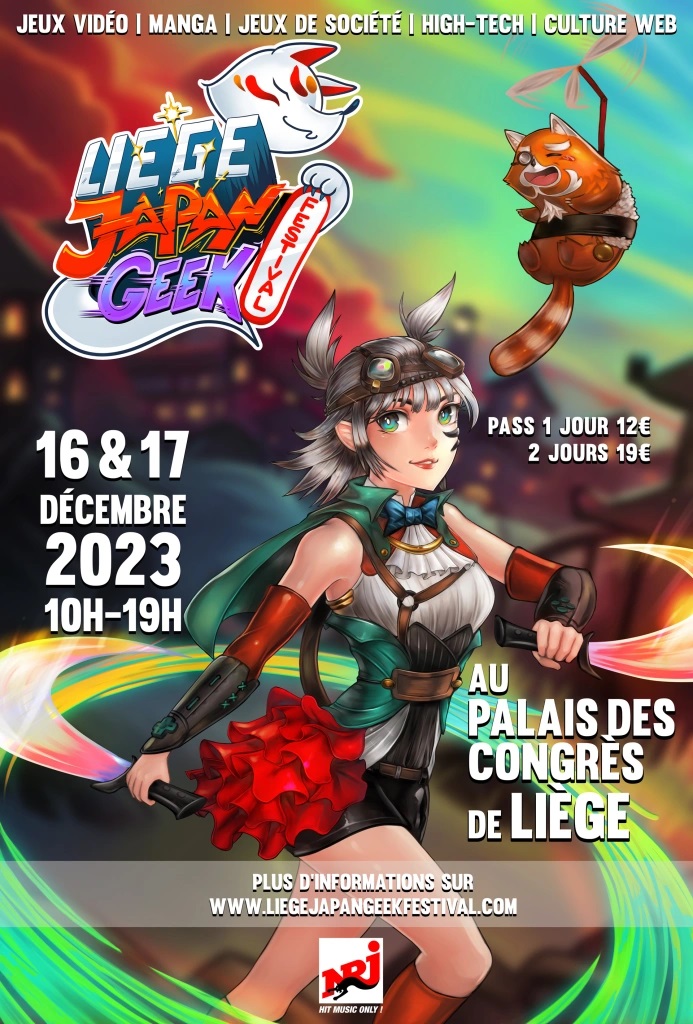 JEUX VIDÉO | MANGA | JEUX DE SOCIÉTÉ | HIGH-TECH | CULTURE WEB
LIEGE
JAPAN
GEEK
FESTIVAL
PASS 1 JOUR 12€
2 JOURS 19€
16 & 17
DÉCEMBRE
2023
10H-19H
AU
PALAIS DES
CONGRÈS
DE LIÈGE
PLUS D'INFORMATIONS SUR
WWW.LIEGEJAPANGEEKFESTIVAL.COM
NRJ
HIT MUSIC ONLY !